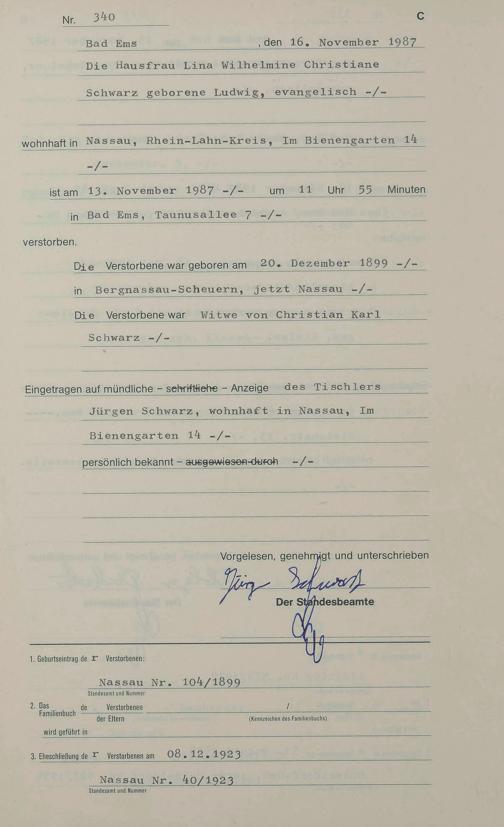 Nr. 340 C
Bad Ems , den 16. November 1987
Die Hausfrau Lina Wilhelmine Christiane
Schwarz geborene Ludwig, evangelisch -/-
wohnhaft in Nassau, Rhein-Lahn-Kreis, Im Bienengarten 14
-/-
ist am 13. November 1987 -/- um 11 Uhr 55 Minuten
in Bad Ems, Taunusallee 7 -/-
verstorben.
Die Verstorbene war geboren am 20. Dezember 1899 -/-
in Bergnassau-Scheuern, jetzt Nassau -/-
Die Verstorbene war Witwe von Christian Karl
Schwarz -/-
Eingetragen auf mündliche – schriftliche – Anzeige des Tischlers
Jürgen Schwarz, wohnhaft in Nassau, Im
Bienengarten 14 -/-
persönlich bekannt – ausgewiesen durch -/-
Vorgelesen, genehmigt und unterschrieben
Schwarz
Der Standesbeamte
1. Geburtseintrag de r Verstorbenen:
Nassau Nr. 104/1899
Standesamt und Nummer
2. Das Familienbuch de Verstorbenen /
der Eltern (Kennzeichen des Familienbuchs)
wird geführt in
3. Eheschließung de r Verstorbenen am 08.12.1923
Nassau Nr. 40/1923
Standesamt und Nummer